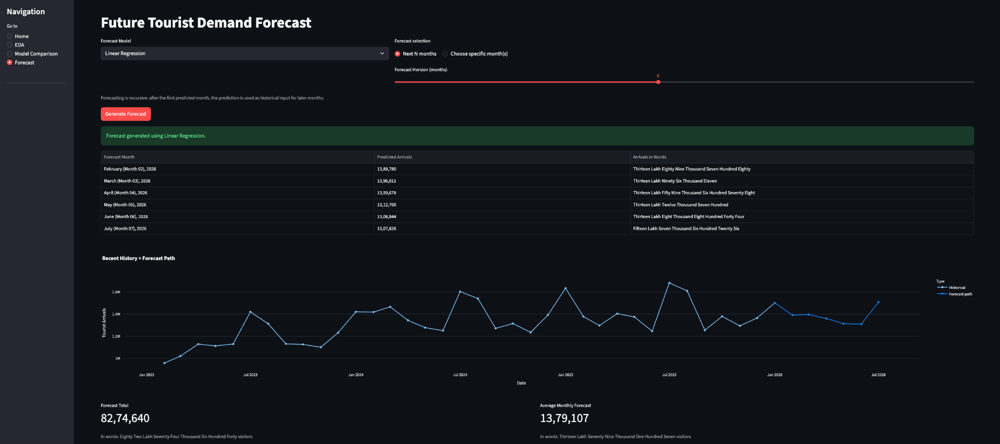 Navigation
Go to
Home
EDA
Model Comparison
Forecast
Future Tourist Demand Forecast
Forecast Model
Linear Regression
Forecast selection
Next N months
Choose specific month(s)
Forecast Horizon (months)
6
Forecasting is recursive: after the first predicted month, the prediction is used as historical input for later months.
Generate Forecast
Forecast generated using Linear Regression.
Forecast Month Predicted Arrivals Arrivals in Words
February (Month 02), 2026 13,89,780 Thirteen Lakh Eighty Nine Thousand Seven Hundred Eighty
March (Month 03), 2026 13,96,011 Thirteen Lakh Ninety Six Thousand Eleven
April (Month 04), 2026 13,59,678 Thirteen Lakh Fifty Nine Thousand Six Hundred Seventy Eight
May (Month 05), 2026 13,12,700 Thirteen Lakh Twelve Thousand Seven Hundred
June (Month 06), 2026 13,08,844 Thirteen Lakh Eight Thousand Eight Hundred Forty Four
July (Month 07), 2026 15,07,626 Fifteen Lakh Seven Thousand Six Hundred Twenty Six
Recent History + Forecast Path
Type
Historical
Forecast path
Tourist Arrivals
1.6M
1.4M
1.2M
1M
Jan 2023 Jul 2023 Jan 2024 Jul 2024 Jan 2025 Jul 2025 Jan 2026 Jul 2026
Date
Forecast Total
82,74,640
In words: Eighty Two Lakh Seventy Four Thousand Six Hundred Forty visitors
Average Monthly Forecast
13,79,107
In words: Thirteen Lakh Seventy Nine Thousand One Hundred Seven visitors